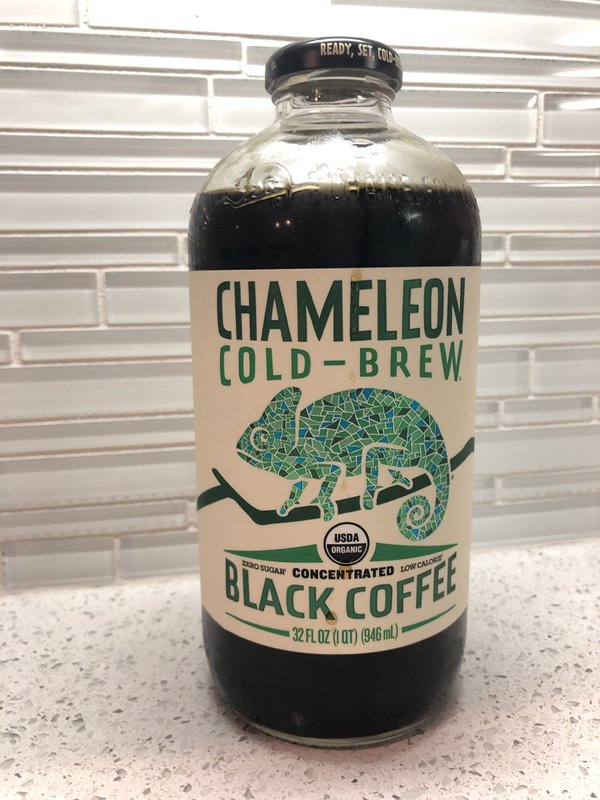 READY, SET, COLD-
CHAMELEON
COLD-BREW
USDA
ORGANIC
ZERO SUGAR* CONCENTRATED LOW CALORIE*
BLACK COFFEE
32 FL OZ (1 QT) (946 mL)